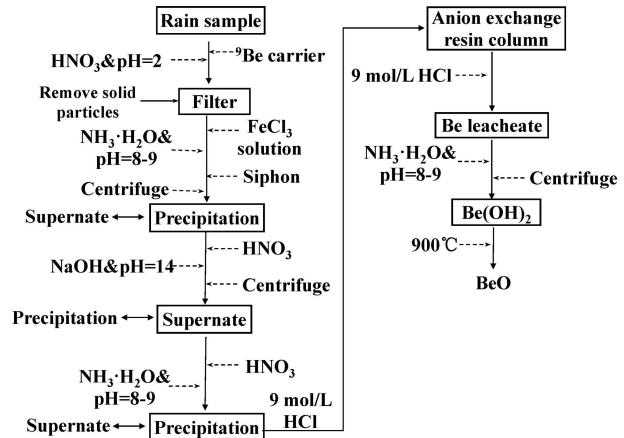 Rain sample
HNO₃&pH=2
⁹Be carrier
Remove solid
particles
Filter
NH₃·H₂O&
pH=8-9
FeCl₃
solution
Siphon
Centrifuge
Supernate
Precipitation
HNO₃
NaOH&pH=14
Centrifuge
Precipitation
Supernate
HNO₃
NH₃·H₂O&
pH=8-9
Supernate
Precipitation
9 mol/L
HCl
Anion exchange
resin column
9 mol/L HCl
Be leacheate
NH₃·H₂O&
pH=8-9
Centrifuge
Be(OH)₂
900℃
BeO